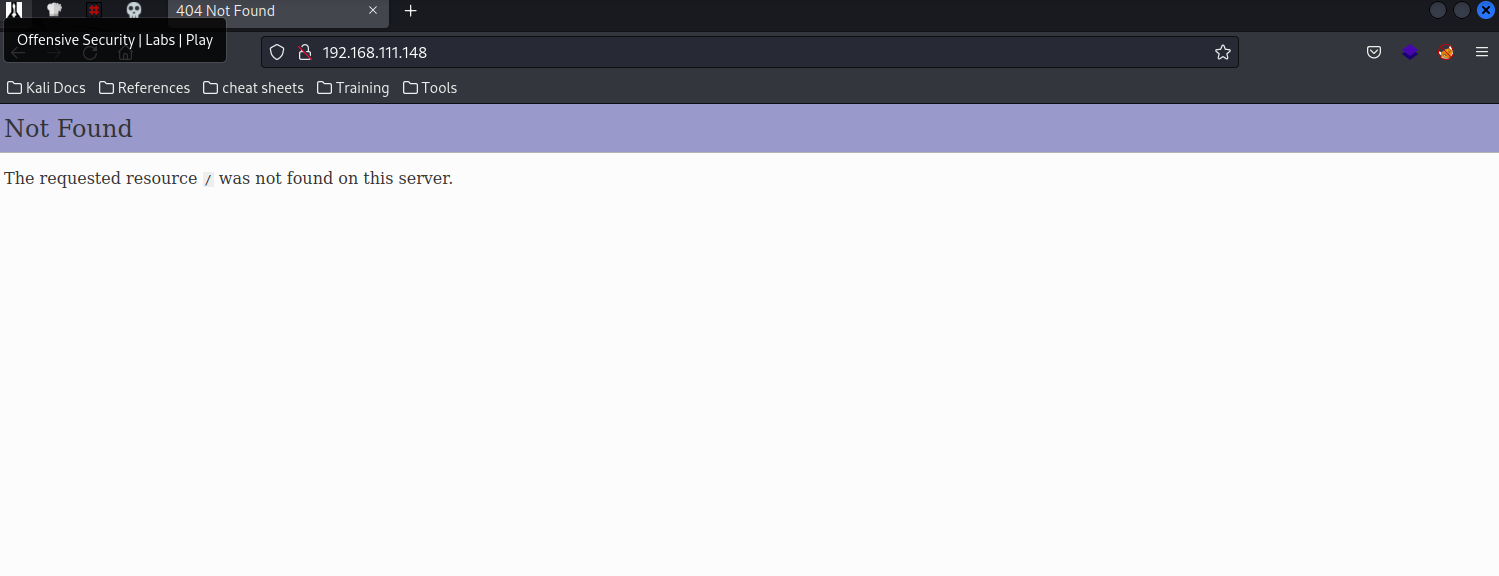 404 Not Found
Offensive Security | Labs | Play
192.168.111.148
Kali Docs References cheat sheets Training Tools
Not Found
The requested resource / was not found on this server.